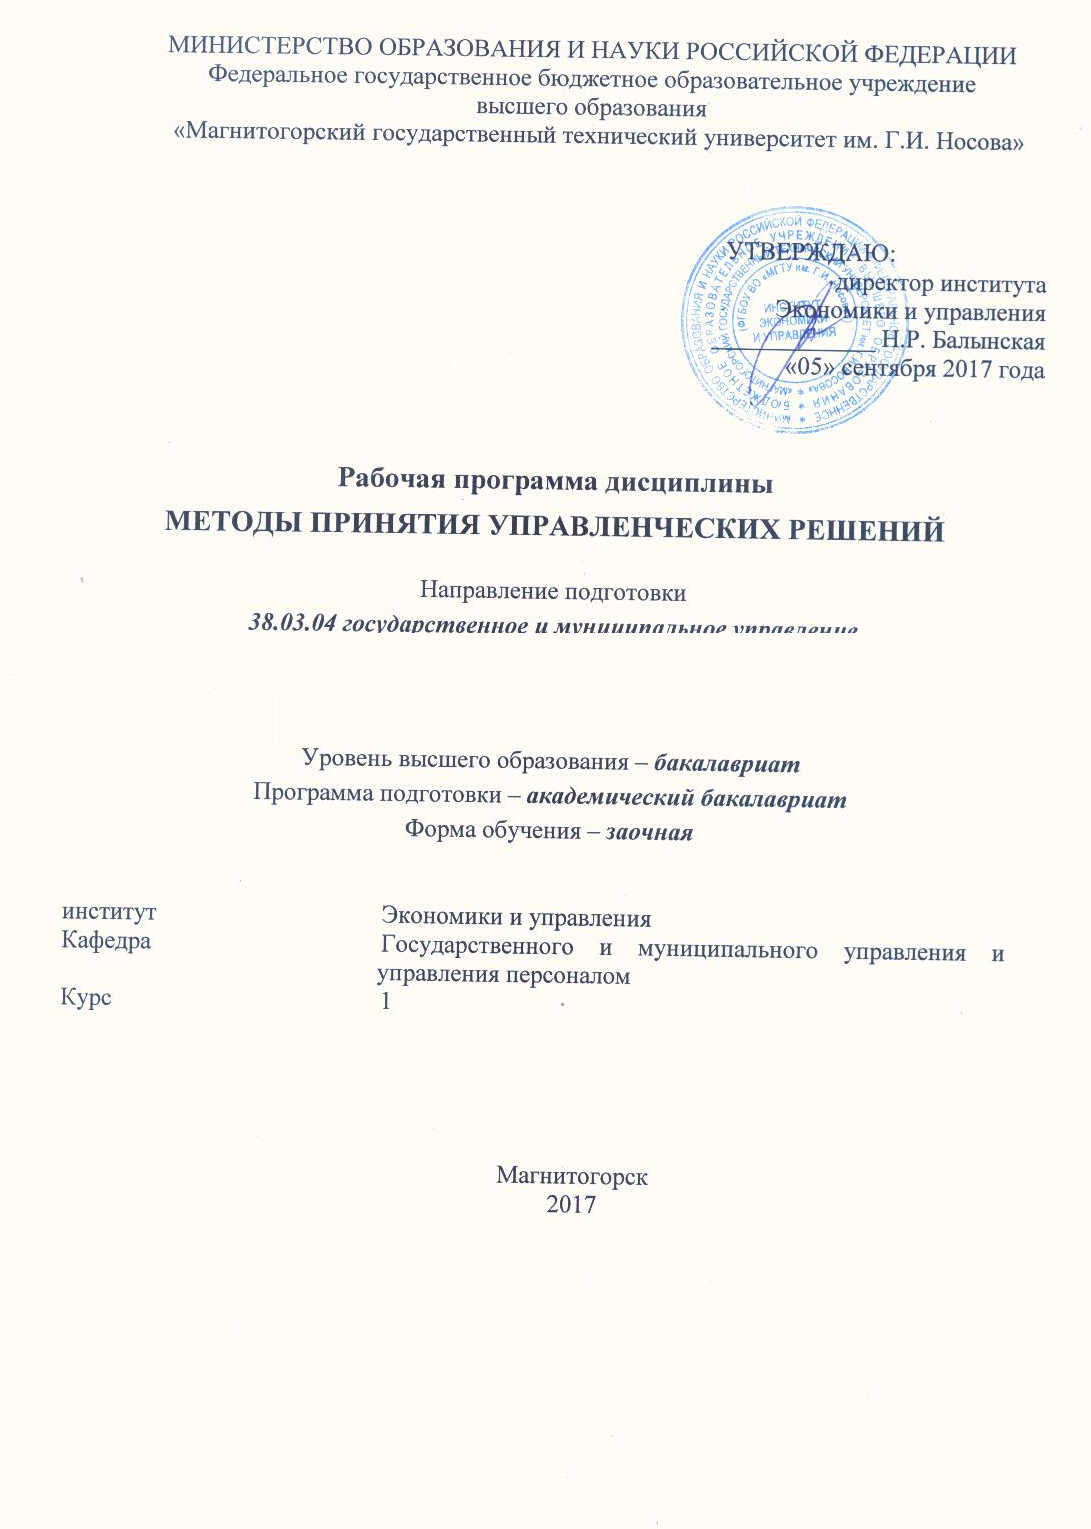 МИНИСТЕРСТВО ОБРАЗОВАНИЯ И НАУКИ РОССИЙСКОЙ ФЕДЕРАЦИИ
Федеральное государственное бюджетное образовательное учреждение
высшего образования
«Магнитогорский государственный технический университет им. Г.И. Носова»
УТВЕРЖДАЮ:
директор института
Экономики и управления
Н.Р. Балынская
«05» сентября 2017 года
ИНСТИТУТ
ЭКОНОМИКИ
И УПРАВЛЕНИЯ
Рабочая программа дисциплины
МЕТОДЫ ПРИНЯТИЯ УПРАВЛЕНЧЕСКИХ РЕШЕНИЙ
Направление подготовки
38.03.04 государственное и муниципальное управление
Уровень высшего образования – бакалавриат
Программа подготовки – академический бакалавриат
Форма обучения – заочная
институт Экономики и управления
Кафедра Государственного и муниципального управления и
управления персоналом
Курс 1
Магнитогорск
2017